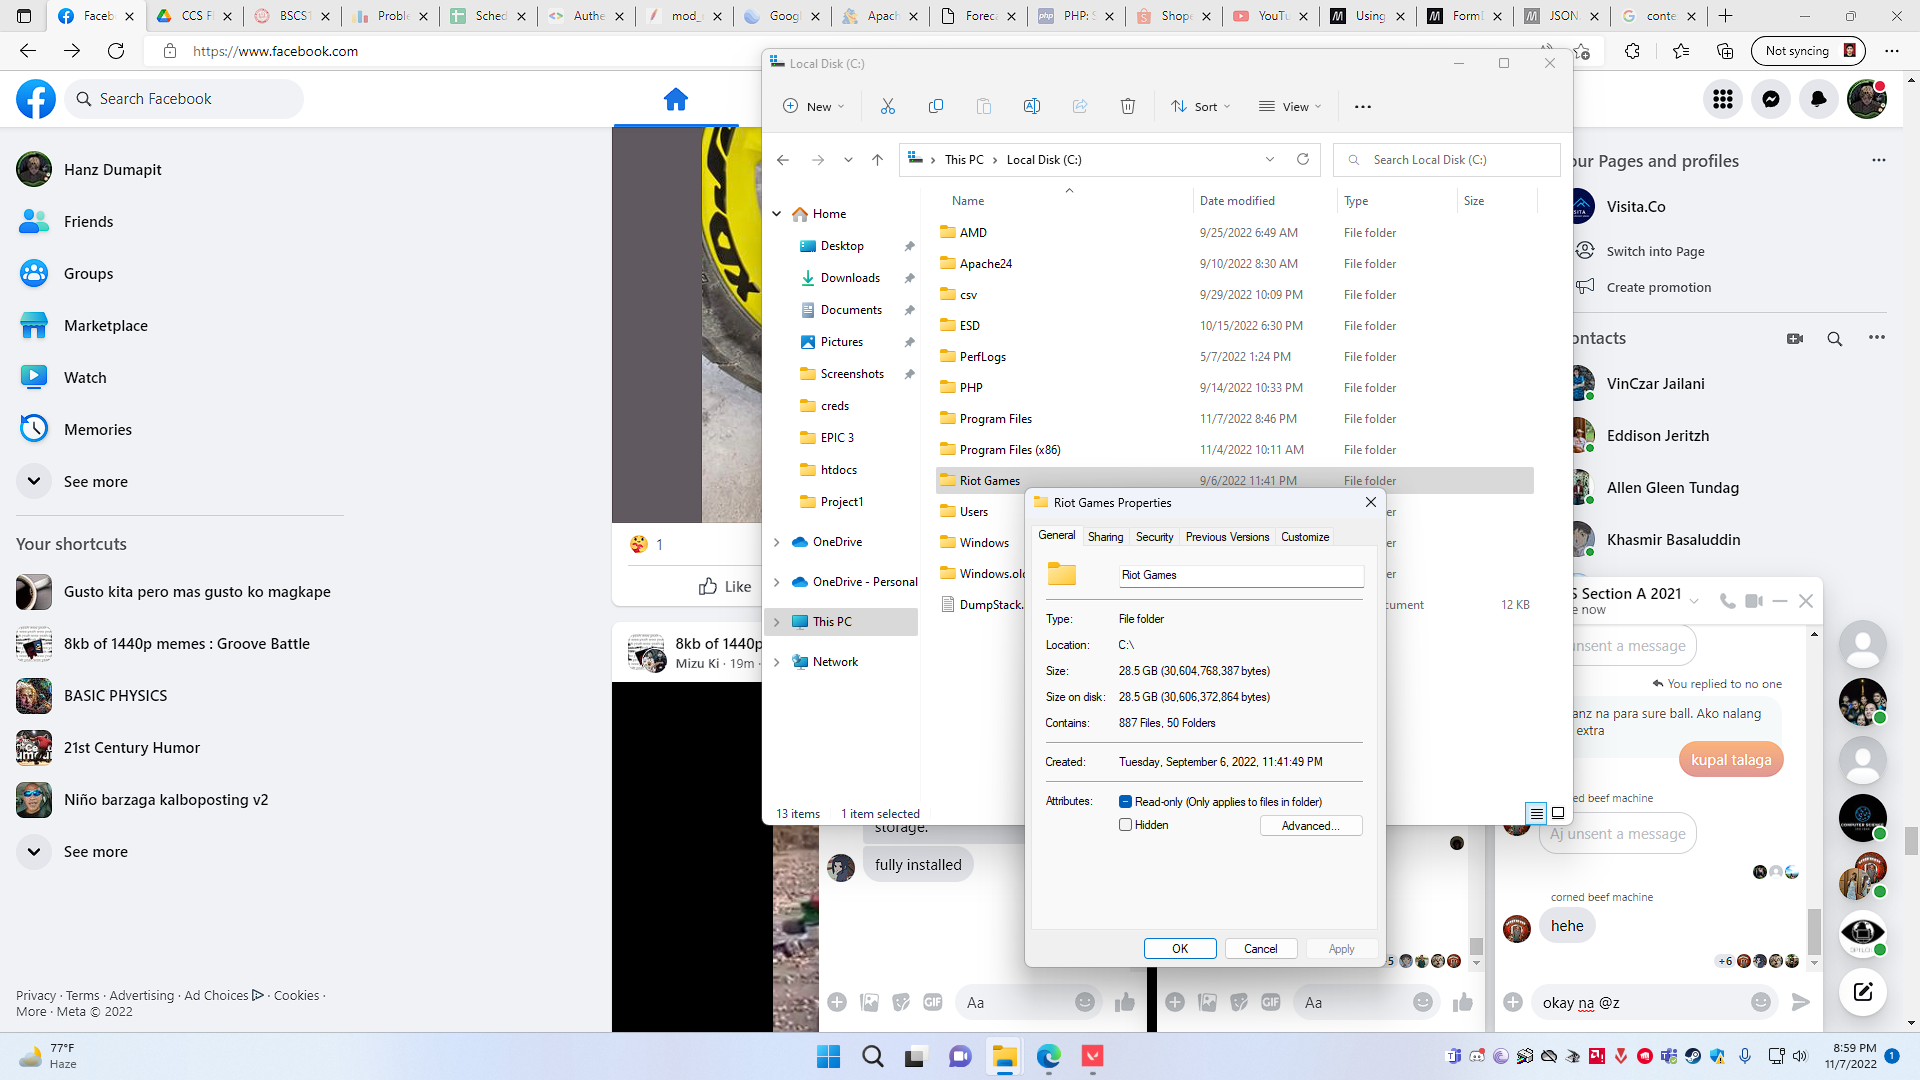 Faceb
CCS Fl
BSCS1
Proble
Sched
Authe
mod_r
Googl
Apach
Foreca
PHP: S
Shope
YouTu
Using
FormD
JSON.
conte
https://www.facebook.com
Not syncing
Search Facebook
Hanz Dumapit
Friends
Groups
Marketplace
Watch
Memories
See more
Your shortcuts
Gusto kita pero mas gusto ko magkape
8kb of 1440p memes : Groove Battle
BASIC PHYSICS
21st Century Humor
Niño barzaga kalboposting v2
See more
Privacy · Terms · Advertising · Ad Choices · Cookies ·
More · Meta © 2022
1
Like
8kb of 1440p
Mizu Ki · 19m ·
Local Disk (C:)
New
Sort
View
This PC
Local Disk (C:)
Search Local Disk (C:)
Home
Desktop
Downloads
Documents
Pictures
Screenshots
creds
EPIC 3
htdocs
Project1
OneDrive
OneDrive - Personal
This PC
Network
Name Date modified Type Size
AMD 9/25/2022 6:49 AM File folder
Apache24 9/10/2022 8:30 AM File folder
csv 9/29/2022 10:09 PM File folder
ESD 10/15/2022 6:30 PM File folder
PerfLogs 5/7/2022 1:24 PM File folder
PHP 9/14/2022 10:33 PM File folder
Program Files 11/7/2022 8:46 PM File folder
Program Files (x86) 11/4/2022 10:11 AM File folder
Riot Games 9/6/2022 11:41 PM File folder
Users er
Windows er
Windows.old er
DumpStack. cument 12 KB
13 items 1 item selected
Riot Games Properties
General Sharing Security Previous Versions Customize
Riot Games
Type: File folder
Location: C:\
Size: 28.5 GB (30,604,768,387 bytes)
Size on disk: 28.5 GB (30,606,372,864 bytes)
Contains: 887 Files, 50 Folders
Created: Tuesday, September 6, 2022, 11:41:49 PM
Attributes: Read-only (Only applies to files in folder)
Hidden
Advanced...
OK Cancel Apply
storage.
fully installed
GIF
Aa
GIF
Aa
our Pages and profiles
Visita.Co
Switch into Page
Create promotion
ontacts
VinCzar Jailani
Eddison Jeritzh
Allen Gleen Tundag
Khasmir Basaluddin
S Section A 2021
e now
unsent a message
You replied to no one
anz na para sure ball. Ako nalang
extra
kupal talaga
ed beef machine
Aj unsent a message
corned beef machine
hehe
+6
okay na @z
77°F
Haze
8:59 PM
11/7/2022
1